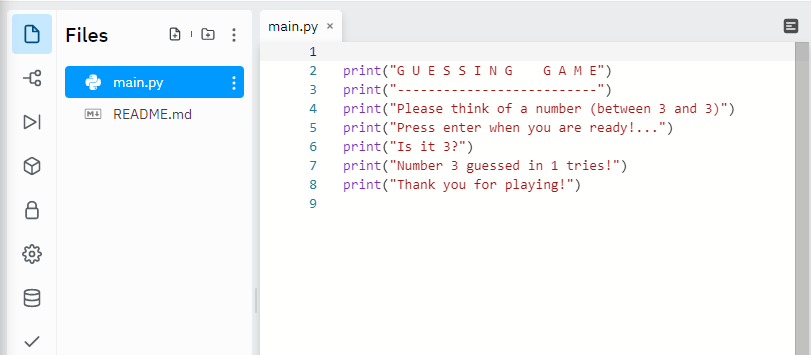 Files
main.py
README.md
main.py ×
1
2 print("G U E S S I N G    G A M E")
3 print("--------------------------")
4 print("Please think of a number (between 3 and 3)")
5 print("Press enter when you are ready!...")
6 print("Is it 3?")
7 print("Number 3 guessed in 1 tries!")
8 print("Thank you for playing!")
9